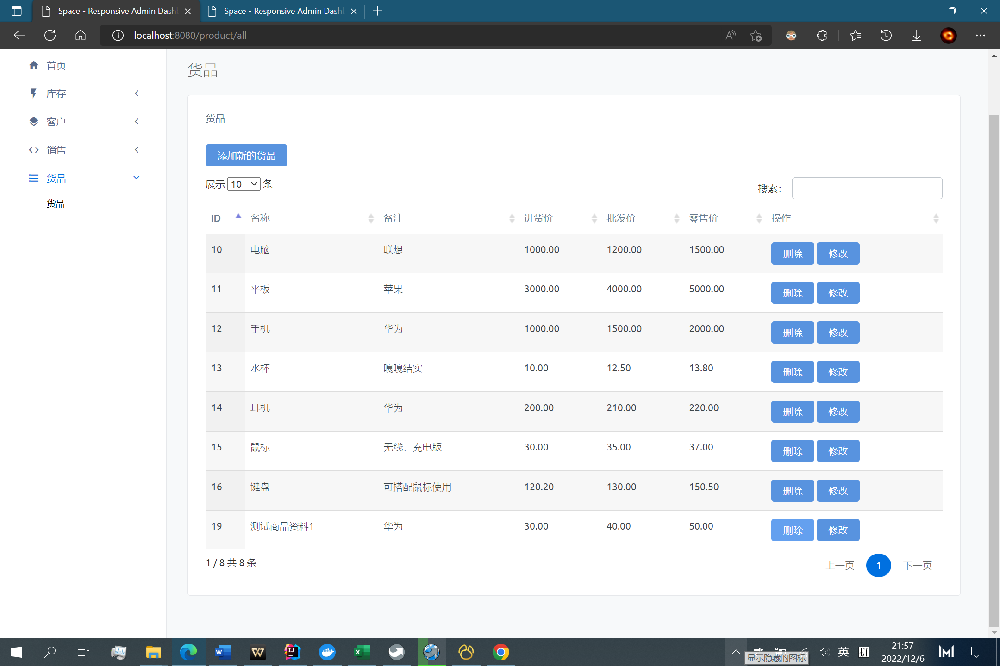 Space - Responsive Admin Dash
Space - Responsive Admin Dash
localhost:8080/product/all
首页
库存
客户
销售
货品
货品
货品
货品
添加新的货品
展示 10 条
搜索：
ID 名称 备注 进货价 批发价 零售价 操作
10 电脑 联想 1000.00 1200.00 1500.00 删除 修改
11 平板 苹果 3000.00 4000.00 5000.00 删除 修改
12 手机 华为 1000.00 1500.00 2000.00 删除 修改
13 水杯 嘎嘎结实 10.00 12.50 13.80 删除 修改
14 耳机 华为 200.00 210.00 220.00 删除 修改
15 鼠标 无线、充电版 30.00 35.00 37.00 删除 修改
16 键盘 可搭配鼠标使用 120.20 130.00 150.50 删除 修改
19 测试商品资料1 华为 30.00 40.00 50.00 删除 修改
1 / 8 共 8 条
上一页 1 下一页
英 拼
21:57
2022/12/6
显示隐藏的图标